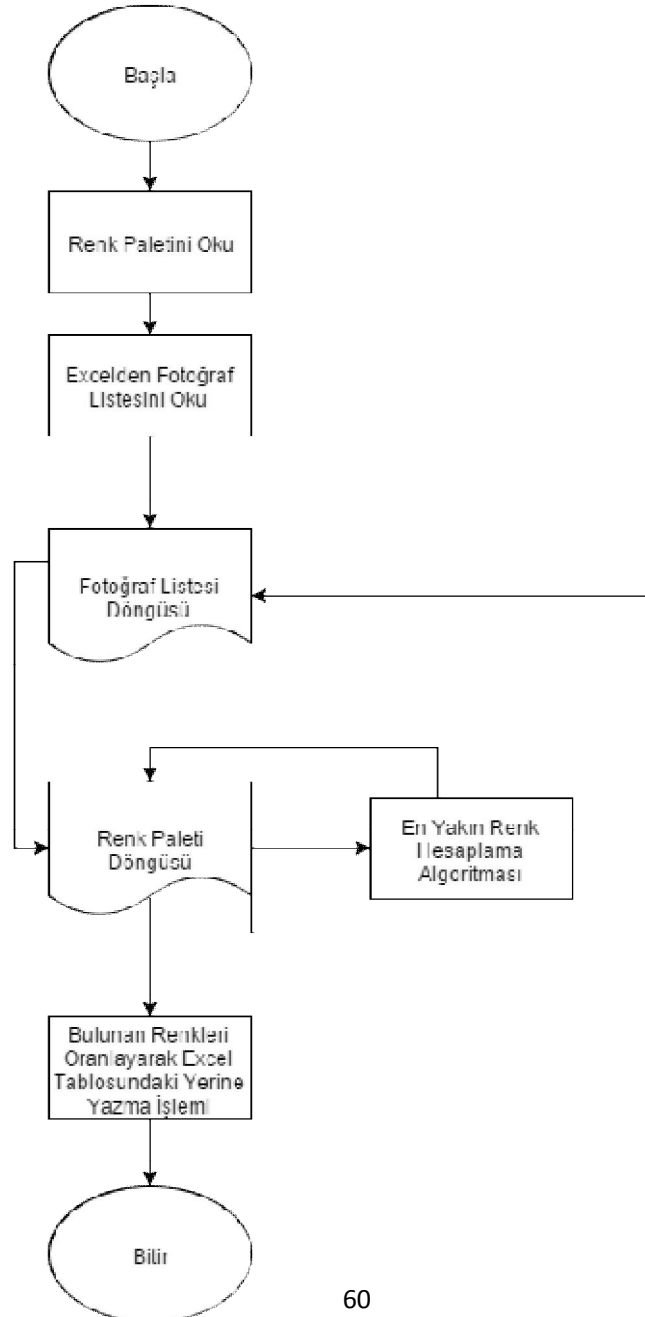 Başla
Renk Paletini Oku
Excelden Fotoğraf
Listesini Oku
Fotoğraf Listesi
Döngüsü
Renk Paleti
Döngüsü
En Yakın Renk
Hesaplama
Algoritması
Bulunan Renkleri
Oranlayarak Excel
Tablosundaki Yerine
Yazma İşlemi
Bitir
60